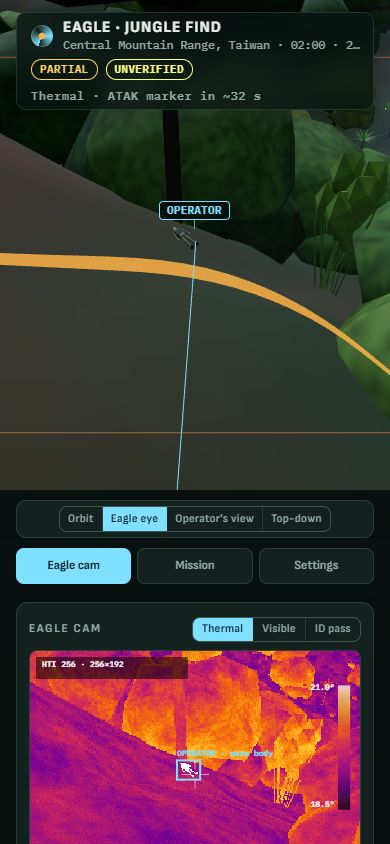 EAGLE · JUNGLE FIND
Central Mountain Range, Taiwan · 02:00 · 2…
PARTIAL
UNVERIFIED
Thermal · ATAK marker in ~32 s
OPERATOR
Orbit
Eagle eye
Operator's view
Top-down
Eagle cam
Mission
Settings
EAGLE CAM
Thermal
Visible
ID pass
HTI 256 · 256×192
21.0°
OPERATOR · warm body
18.5°